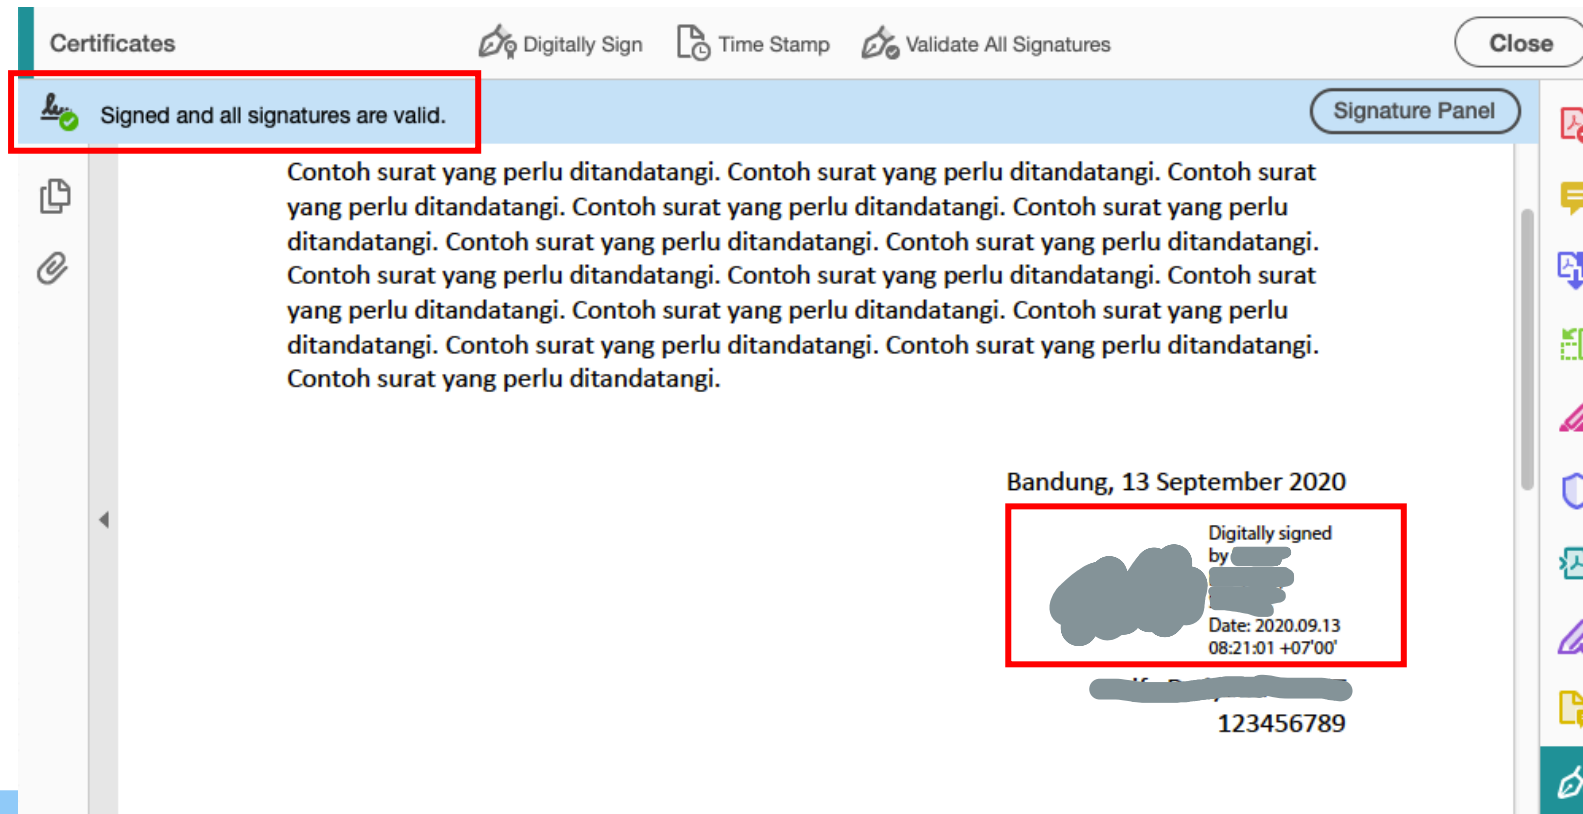 Certificates
Digitally Sign
Time Stamp
Validate All Signatures
Close
Signed and all signatures are valid.
Signature Panel
Contoh surat yang perlu ditandatangi. Contoh surat yang perlu ditandatangi. Contoh surat
yang perlu ditandatangi. Contoh surat yang perlu ditandatangi. Contoh surat yang perlu
ditandatangi. Contoh surat yang perlu ditandatangi. Contoh surat yang perlu ditandatangi.
Contoh surat yang perlu ditandatangi. Contoh surat yang perlu ditandatangi. Contoh surat
yang perlu ditandatangi. Contoh surat yang perlu ditandatangi. Contoh surat yang perlu
ditandatangi. Contoh surat yang perlu ditandatangi. Contoh surat yang perlu ditandatangi.
Contoh surat yang perlu ditandatangi.
Bandung, 13 September 2020
Digitally signed
by
Date: 2020.09.13
08:21:01 +07'00'
123456789